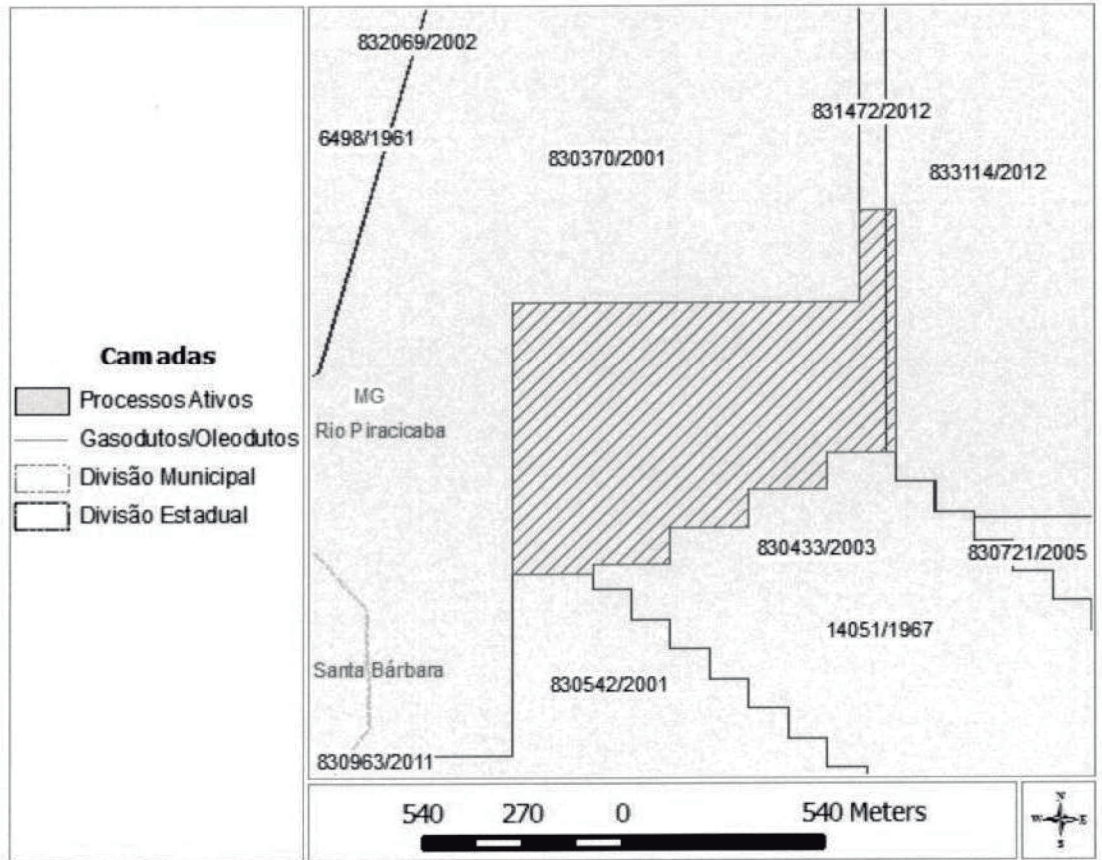 Camadas
Processos Ativos
Gasodutos/Oleodutos
Divisão Municipal
Divisão Estadual
832069/2002
6498/1961
830370/2001
831472/2012
833114/2012
MG
Rio Piracicaba
830433/2003
830721/2005
14051/1967
Santa Bárbara
830542/2001
830963/2011
540 270 0 540 Meters
N
W E
S